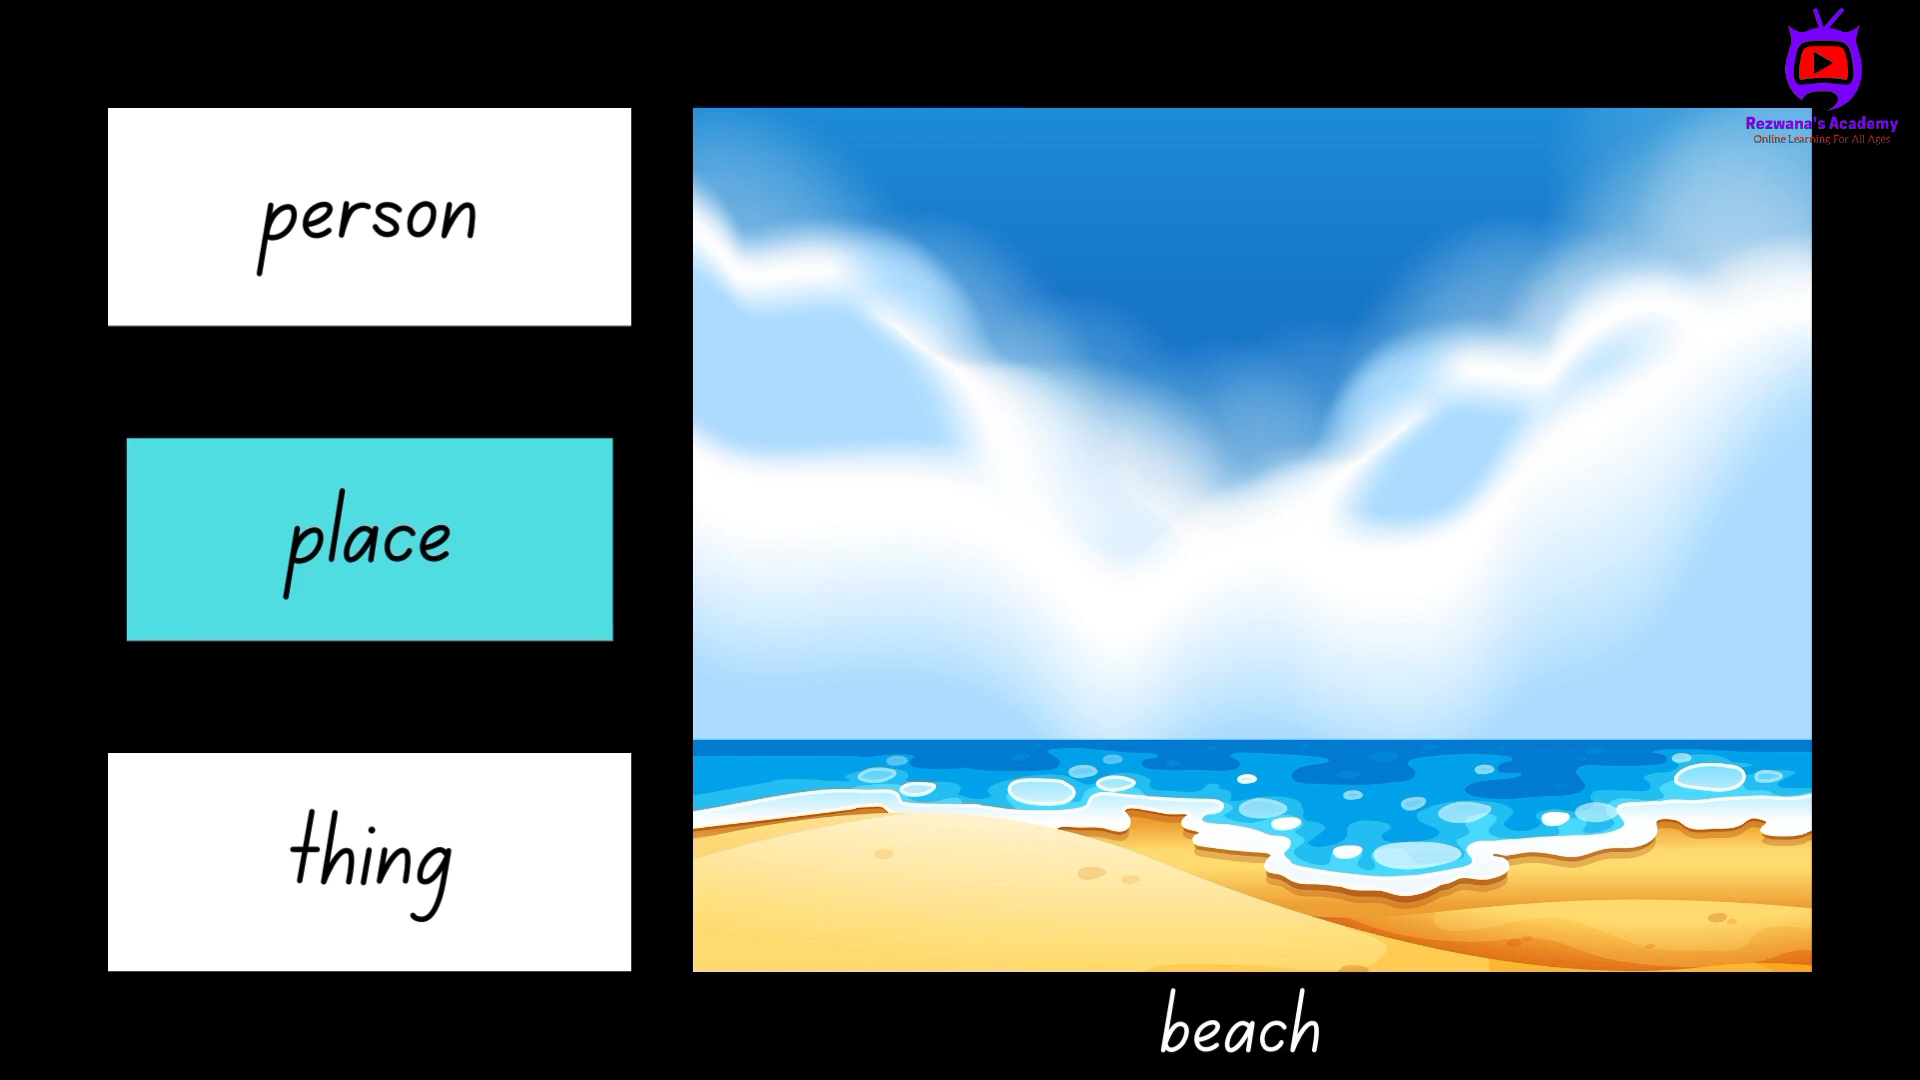 Rezwana's Academy
Online Learning For All Ages
person
place
thing
beach